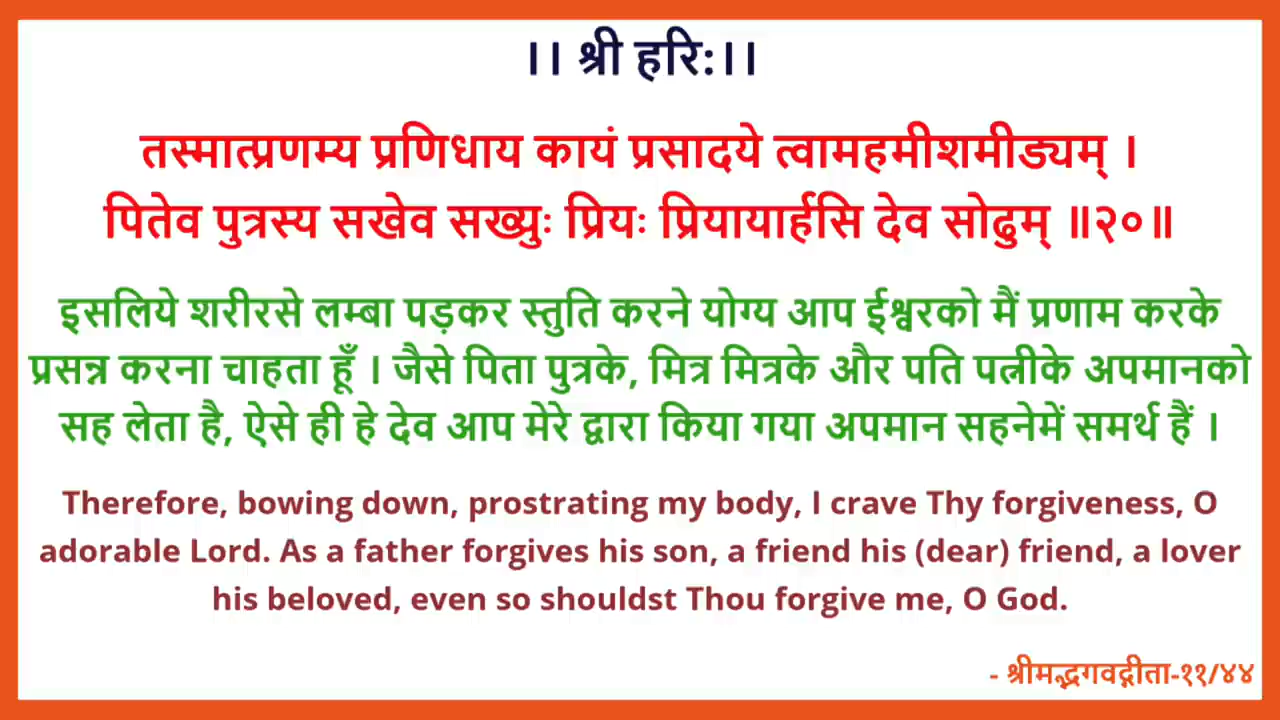 ।। श्री हरि:।।
तस्मात्प्रणम्य प्रणिधाय कायं प्रसादये त्वामहमीशमीड्यम् ।
पितेव पुत्रस्य सखेव सख्युः प्रियः प्रियायार्हसि देव सोढुम् ॥२०॥
इसलिये शरीरसे लम्बा पड़कर स्तुति करने योग्य आप ईश्वरको मैं प्रणाम करके
प्रसन्न करना चाहता हूँ । जैसे पिता पुत्रके, मित्र मित्रके और पति पत्नीके अपमानको
सह लेता है, ऐसे ही हे देव आप मेरे द्वारा किया गया अपमान सहनेमें समर्थ हैं ।
Therefore, bowing down, prostrating my body, I crave Thy forgiveness, O
adorable Lord. As a father forgives his son, a friend his (dear) friend, a lover
his beloved, even so shouldst Thou forgive me, O God.
- श्रीमद्भगवद्गीता-११/४४